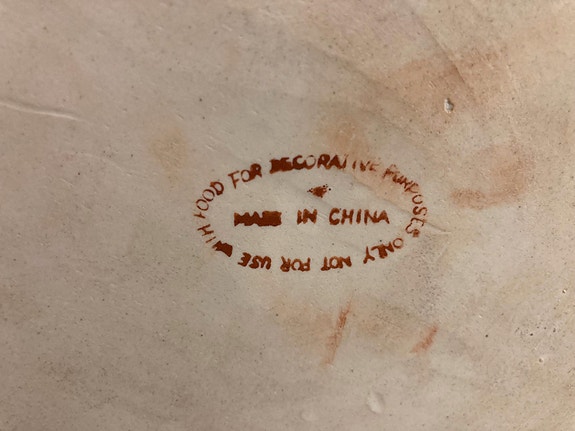 FOR DECORATIVE PURPOSES ONLY NOT FOR USE WITH FOOD
MADE IN CHINA